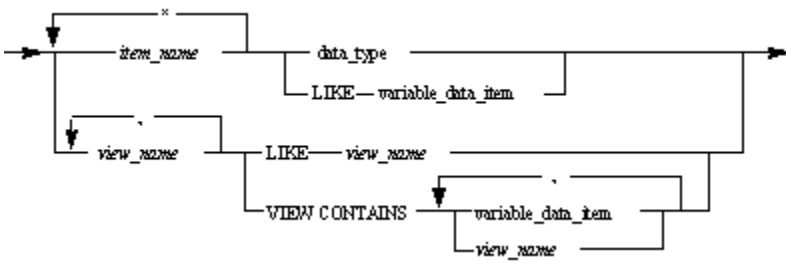 *
item_name data_type
LIKE variable_data_item
,
view_name LIKE view_name
,
VIEW CONTAINS variable_data_item
view_name